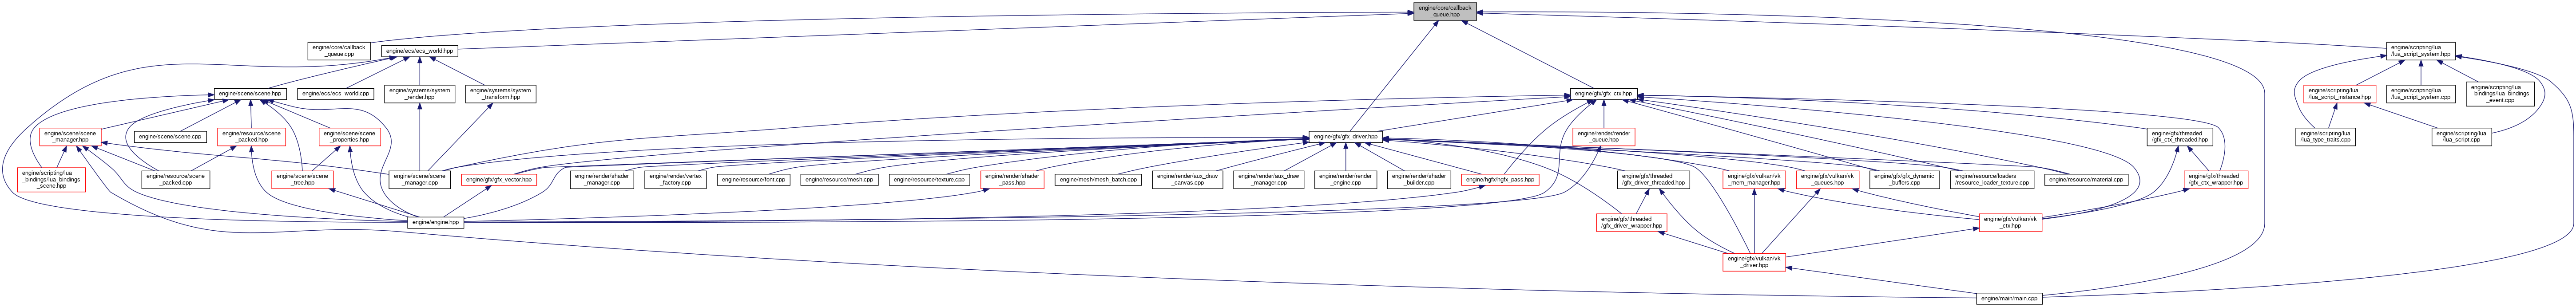 engine/core/callback
_queue.hpp
engine/core/callback
_queue.cpp
engine/ecs/ecs_world.hpp
engine/scripting/lua
/lua_script_system.hpp
engine/scene/scene.hpp
engine/ecs/ecs_world.cpp
engine/systems/system
_render.hpp
engine/systems/system
_transform.hpp
engine/gfx/gfx_ctx.hpp
engine/scripting/lua
/lua_script_instance.hpp
engine/scripting/lua
/lua_script_system.cpp
engine/scripting/lua
_bindings/lua_bindings
_event.cpp
engine/scene/scene
_manager.hpp
engine/scene/scene.cpp
engine/resource/scene
_packed.hpp
engine/scene/scene
_properties.hpp
engine/gfx/gfx_driver.hpp
engine/render/render
_queue.hpp
engine/gfx/threaded
/gfx_ctx_threaded.hpp
engine/scripting/lua
/lua_type_traits.cpp
engine/scripting/lua
/lua_script.cpp
engine/scripting/lua
_bindings/lua_bindings
_scene.hpp
engine/resource/scene
_packed.cpp
engine/scene/scene
_tree.hpp
engine/scene/scene
_manager.cpp
engine/gfx/gfx_vector.hpp
engine/render/shader
_manager.cpp
engine/render/vertex
_factory.cpp
engine/resource/font.cpp
engine/resource/mesh.cpp
engine/resource/texture.cpp
engine/render/shader
_pass.hpp
engine/mesh/mesh_batch.cpp
engine/render/aux_draw
_canvas.cpp
engine/render/aux_draw
_manager.cpp
engine/render/render
_engine.cpp
engine/render/shader
_builder.cpp
engine/hgfx/hgfx_pass.hpp
engine/gfx/threaded
/gfx_driver_threaded.hpp
engine/gfx/vulkan/vk
_mem_manager.hpp
engine/gfx/vulkan/vk
_queues.hpp
engine/gfx/gfx_dynamic
_buffers.cpp
engine/resource/loaders
/resource_loader_texture.cpp
engine/resource/material.cpp
engine/gfx/threaded
/gfx_ctx_wrapper.hpp
engine/engine.hpp
engine/gfx/threaded
/gfx_driver_wrapper.hpp
engine/gfx/vulkan/vk
_ctx.hpp
engine/gfx/vulkan/vk
_driver.hpp
engine/main/main.cpp